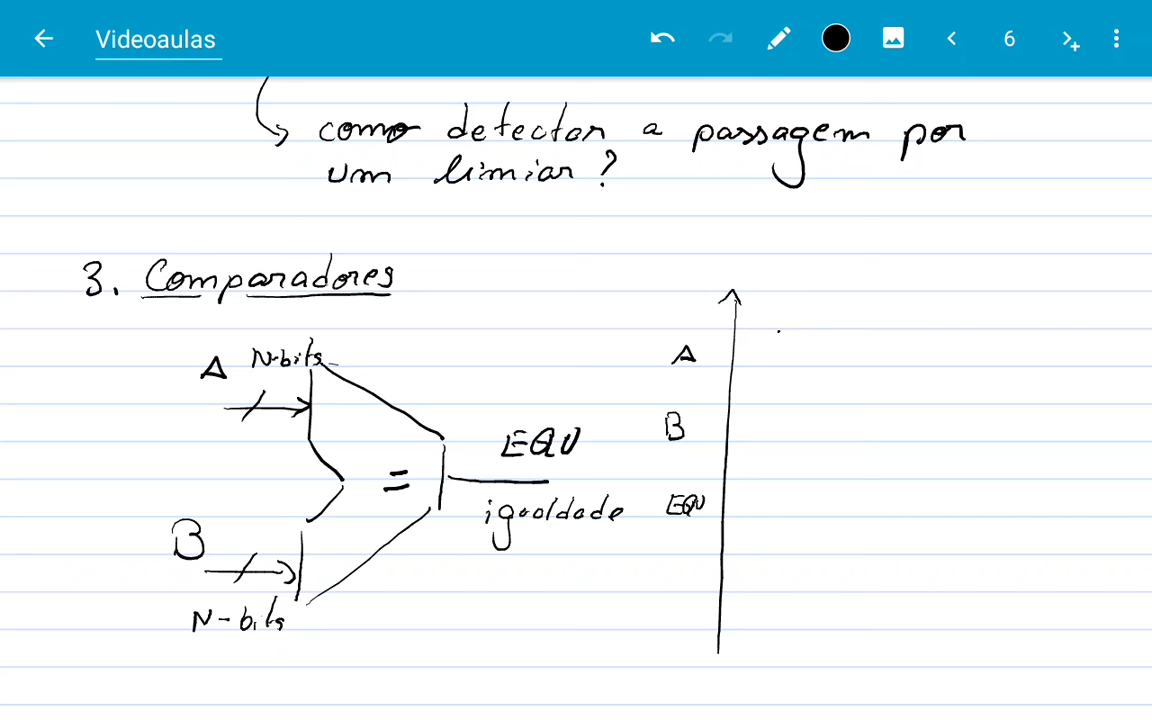 Videoaulas
6
como detectar a passagem por
um limiar?
3. Comparadores
A N-bits
=
EQU
igualdade
B
N-bits
A
B
EQU